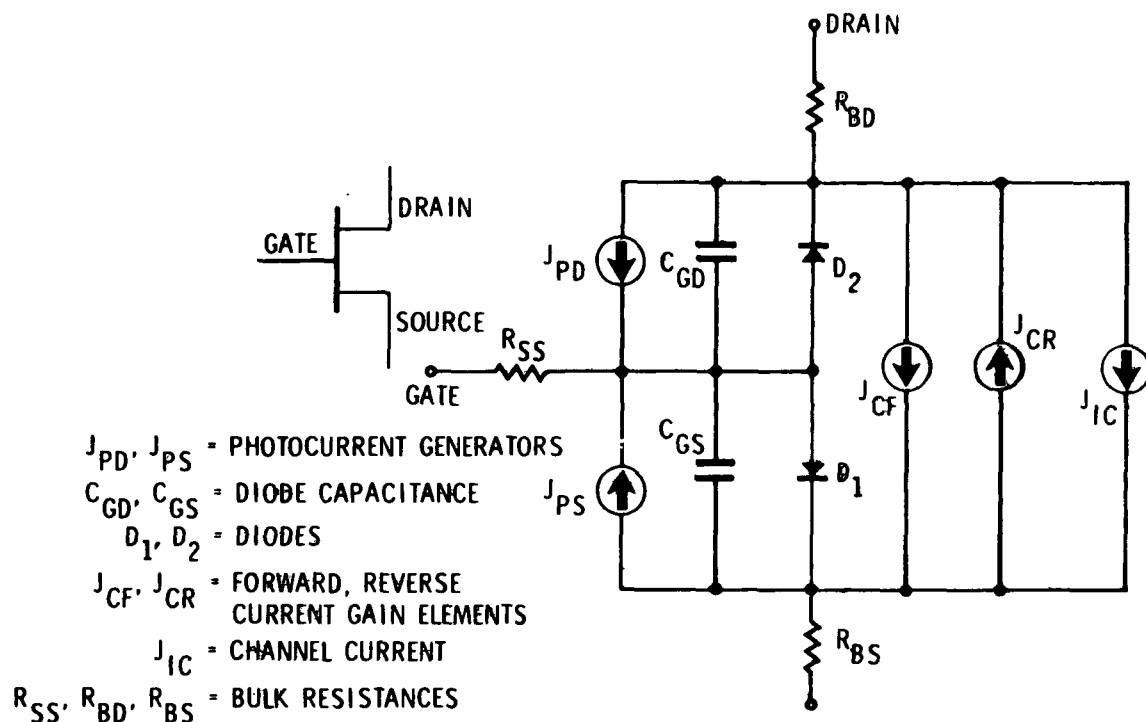 DRAIN
R_BD
DRAIN
GATE
J_PD
C_GD
D_2
SOURCE
R_SS
J_CR
GATE
J_CF
J_IC
C_GS
J_PD, J_PS = PHOTOCURRENT GENERATORS
D_1
C_GD, C_GS = DIODE CAPACITANCE
J_PS
D_1, D_2 = DIODES
J_CF, J_CR = FORWARD, REVERSE
CURRENT GAIN ELEMENTS
J_IC = CHANNEL CURRENT
R_BS
R_SS, R_BD, R_BS = BULK RESISTANCES